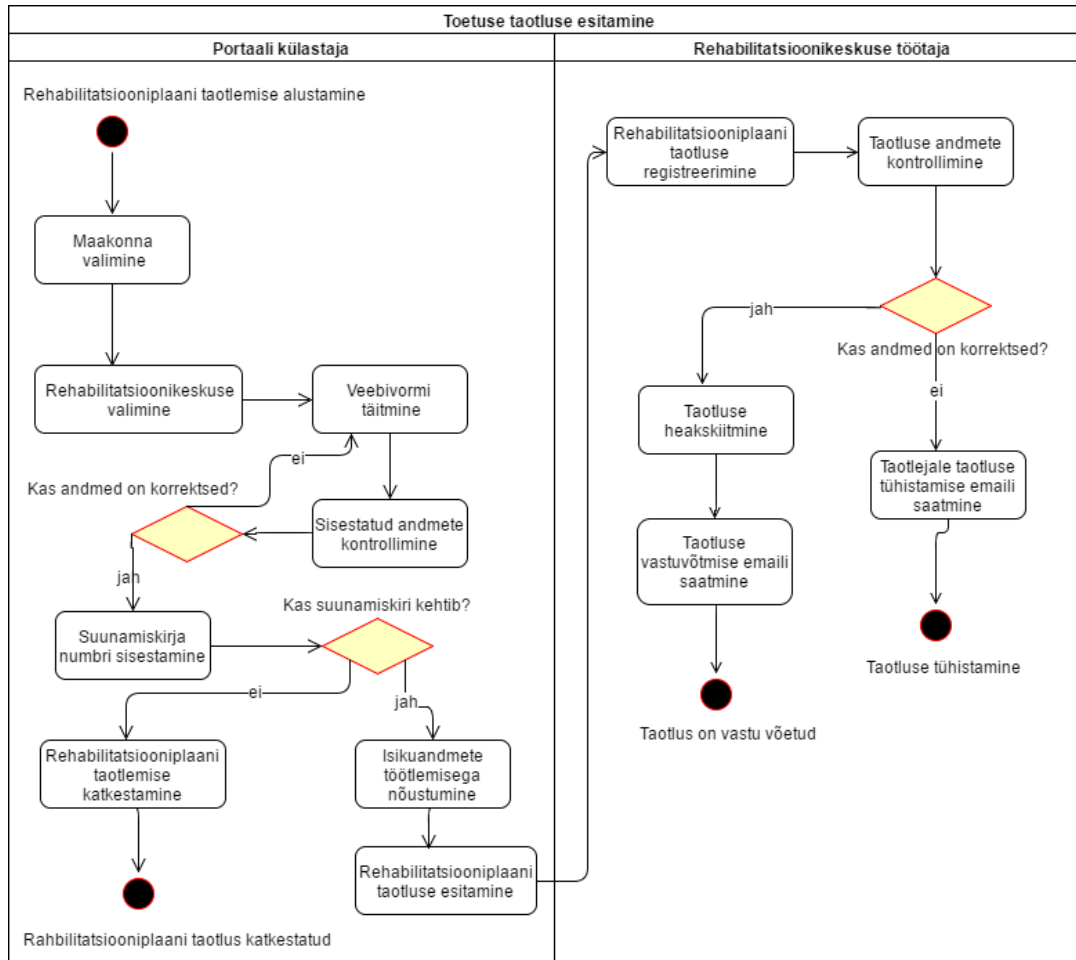 Toetuse taotluse esitamine
Portaali külastaja
Rehabilitatsioonikeskuse töötaja
Rehabilitatsiooniplaani taotlemise alustamine
Maakonna
valimine
Rehabilitatsioonikeskuse
valimine
Veebivormi
täitmine
ei
Kas andmed on korrektsed?
Sisestatud andmete
kontrollimine
jah
Suunamiskirja
numbri sisestamine
Kas suunamiskiri kehtib?
ei
jah
Rehabilitatsiooniplaani
taotlemise
katkestamine
Isikuandmete
töötlemisega
nõustumine
Rehabilitatsiooniplaani
taotluse esitamine
Rahbilitatsiooniplaani taotlus katkestatud
Rehabilitatsiooniplaani
taotluse
registreerimine
Taotluse andmete
kontrollimine
jah
Kas andmed on korrektsed?
ei
Taotluse
heakskiitmine
Taotlejale taotluse
tühistamise emaili
saatmine
Taotluse
vastuvõtmise emaili
saatmine
Taotluse tühistamine
Taotlus on vastu võetud